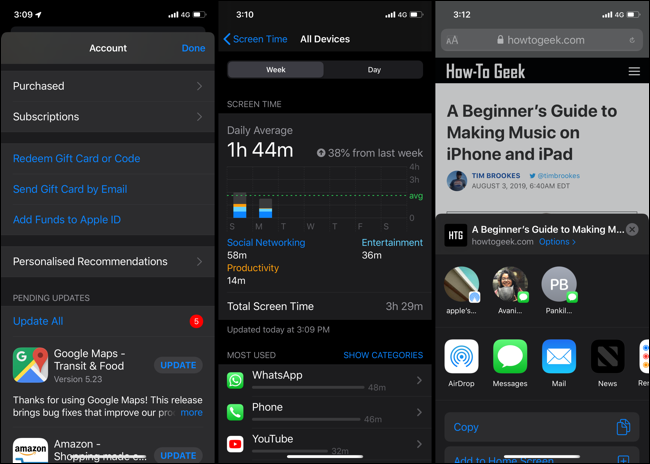 3:09
4G
Account
Done
Purchased
Subscriptions
Redeem Gift Card or Code
Send Gift Card by Email
Add Funds to Apple ID
Personalised Recommendations
PENDING UPDATES
Update All
5
Google Maps -
Transit & Food
Version 5.23
UPDATE
Thanks for using Google Maps! This release
brings bug fixes that improve our pro
more
amazon
Amazon -
Shopping made e...
UPDATE
3:10
4G
Screen Time
All Devices
Week
Day
SCREEN TIME
Daily Average
1h 44m
38% from last week
4h
3h
avg
0
S M T W T F S
Social Networking
58m
Entertainment
36m
Productivity
14m
Total Screen Time
3h 29m
Updated today at 3:09 PM
MOST USED
SHOW CATEGORIES
WhatsApp
48m
Phone
46m
YouTube
32m
3:12
4G
AA
howtogeek.com
How-To Geek
A Beginner's Guide to
Making Music on
iPhone and iPad
TIM BROOKES
@timbrookes
AUGUST 3, 2019, 6:40AM EDT
HTG
A Beginner's Guide to Making M...
howtogeek.com
Options
apple's...
Avani...
PB
Pankil...
AirDrop
Messages
Mail
News
Copy
Add to Home Screen